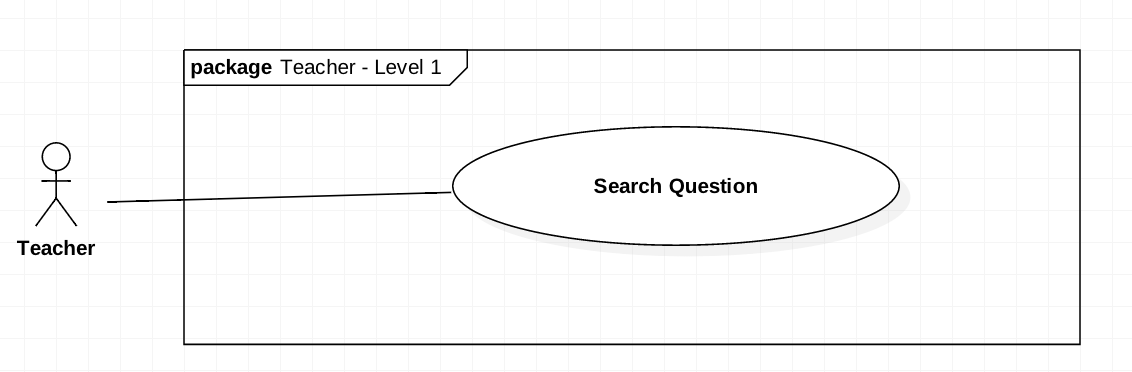 package Teacher - Level 1
Search Question
Teacher